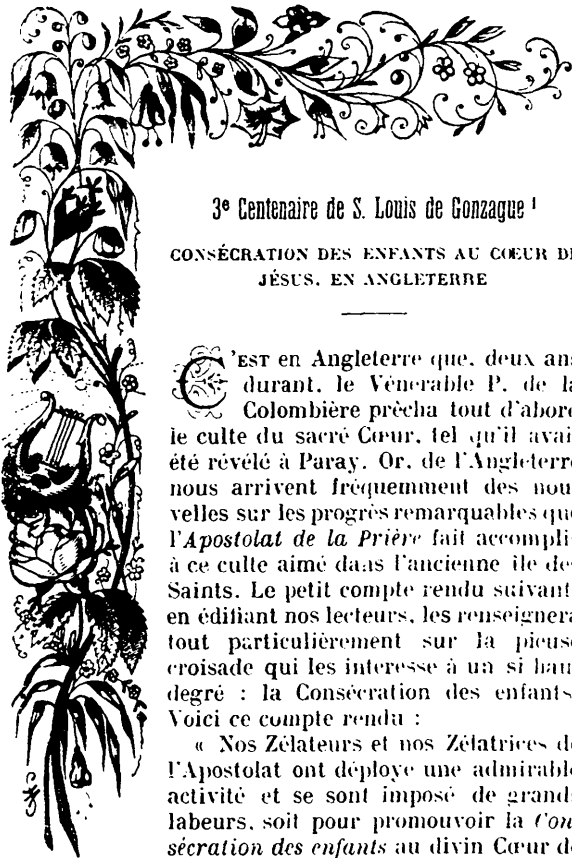 3e Centenaire de S. Louis de Gonzague 1
CONSÉCRATION DES ENFANTS AU CŒUR DE
JÉSUS, EN ANGLETERRE
C'EST en Angleterre que, deux ans
durant, le Vénérable P. de la
Colombière prêcha tout d'abord
le culte du sacré Cœur, tel qu'il avait
été révélé à Paray. Or, de l'Angleterre
nous arrivent fréquemment des nou-
velles sur les progrès remarquables que
l'Apostolat de la Prière fait accomplir
à ce culte aimé dans l'ancienne île des
Saints. Le petit compte rendu suivant,
en édifiant nos lecteurs, les renseignera
tout particulièrement sur la pieuse
croisade qui les intéresse à un si haut
degré : la Consécration des enfants.
Voici ce compte rendu :
« Nos Zélateurs et nos Zélatrices de
l'Apostolat ont déployé une admirable
activité et se sont imposé de grands
labeurs, soit pour promouvoir la Con-
sécration des enfants au divin Cœur de